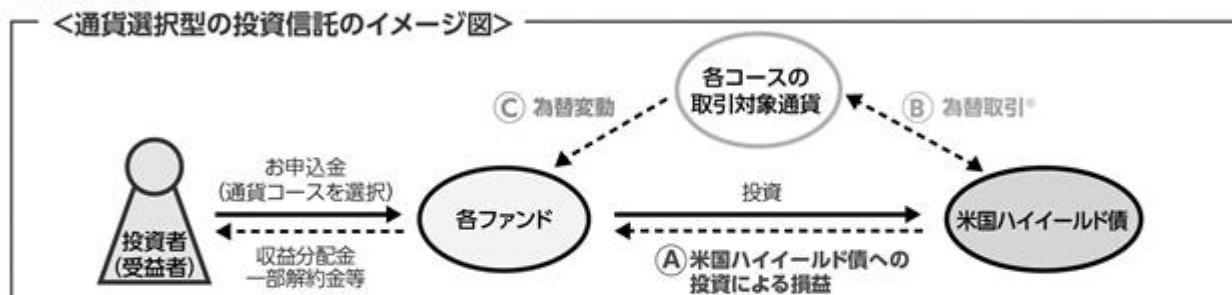 <通貨選択型の投資信託のイメージ図>
各コースの
取引対象通貨
Ⓒ 為替変動
Ⓑ 為替取引※
お申込金
(通貨コースを選択)
投資者
(受益者)
収益分配金
一部解約金等
各ファンド
投資
Ⓐ米国ハイイールド債への
投資による損益
米国ハイイールド債